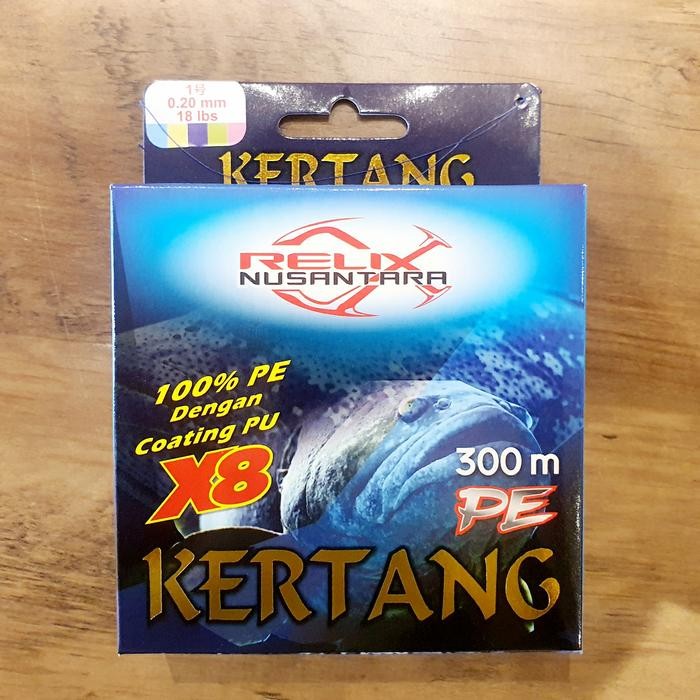 1号
0.20 mm
18 lbs
KERTANG
RELIX
NUSANTARA
100% PE
Dengan
Coating PU
X8
300 m
PE
KERTANG